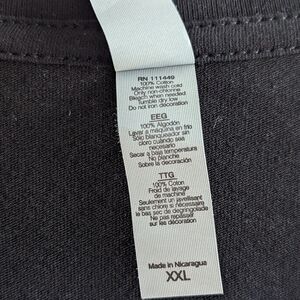 RN 111449
100% Cotton
Machine wash cold
Only non-chlorine
Bleach when needed
Tumble dry low
Do not iron decoration
EEG
100% Algodón
Lavar a máquina en frío
Solo blanqueador sin
cloro cuándo sea
necesario
Secar a baja temperatura
No planche
Sobre la decoración
TTG
100% Coton
Froid de lavage
de machine
Seulement un javellisant
sans chlore si nécessaire
le bas sec de degringolade
Ne pas repasser
les décoration
Made in Nicaragua
XXL